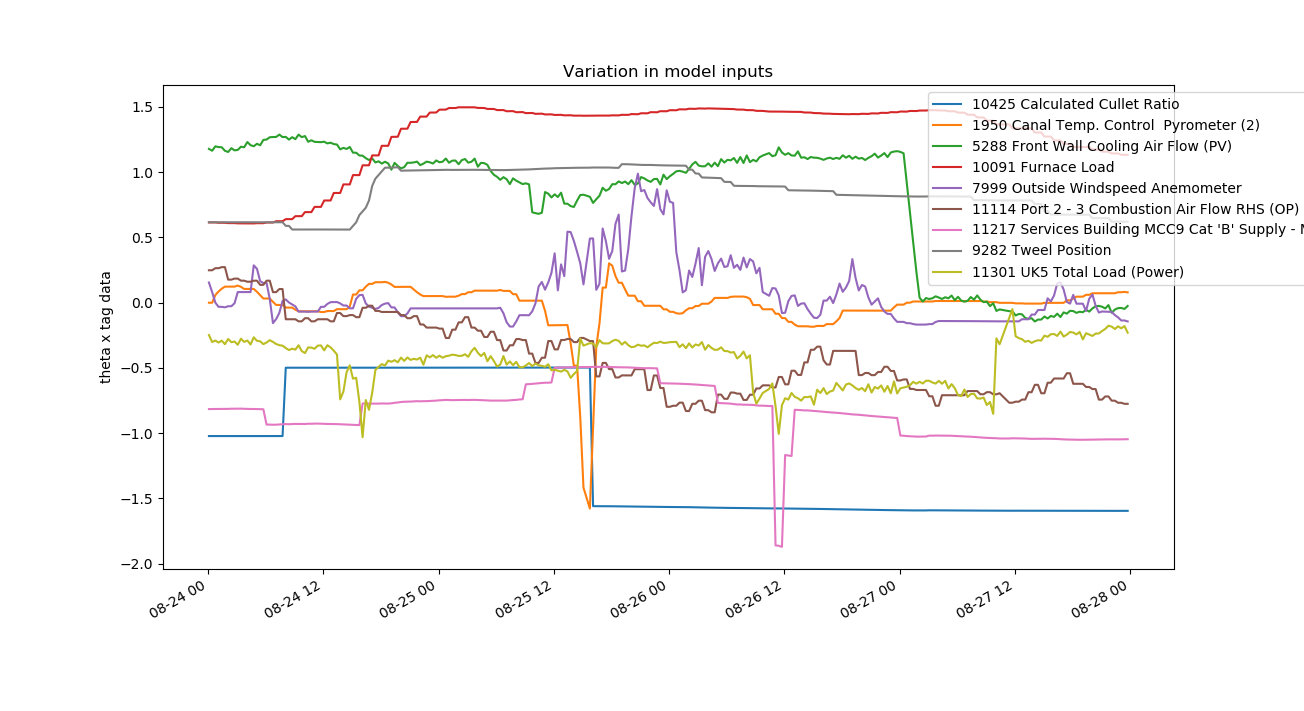 Variation in model inputs
theta x tag data
1.5
1.0
0.5
0.0
−0.5
−1.0
−1.5
−2.0
08-24 00
08-24 12
08-25 00
08-25 12
08-26 00
08-26 12
08-27 00
08-27 12
08-28 00
10425 Calculated Cullet Ratio
1950 Canal Temp. Control  Pyrometer (2)
5288 Front Wall Cooling Air Flow (PV)
10091 Furnace Load
7999 Outside Windspeed Anemometer
11114 Port 2 - 3 Combustion Air Flow RHS (OP)
11217 Services Building MCC9 Cat 'B' Supply -
9282 Tweel Position
11301 UK5 Total Load (Power)